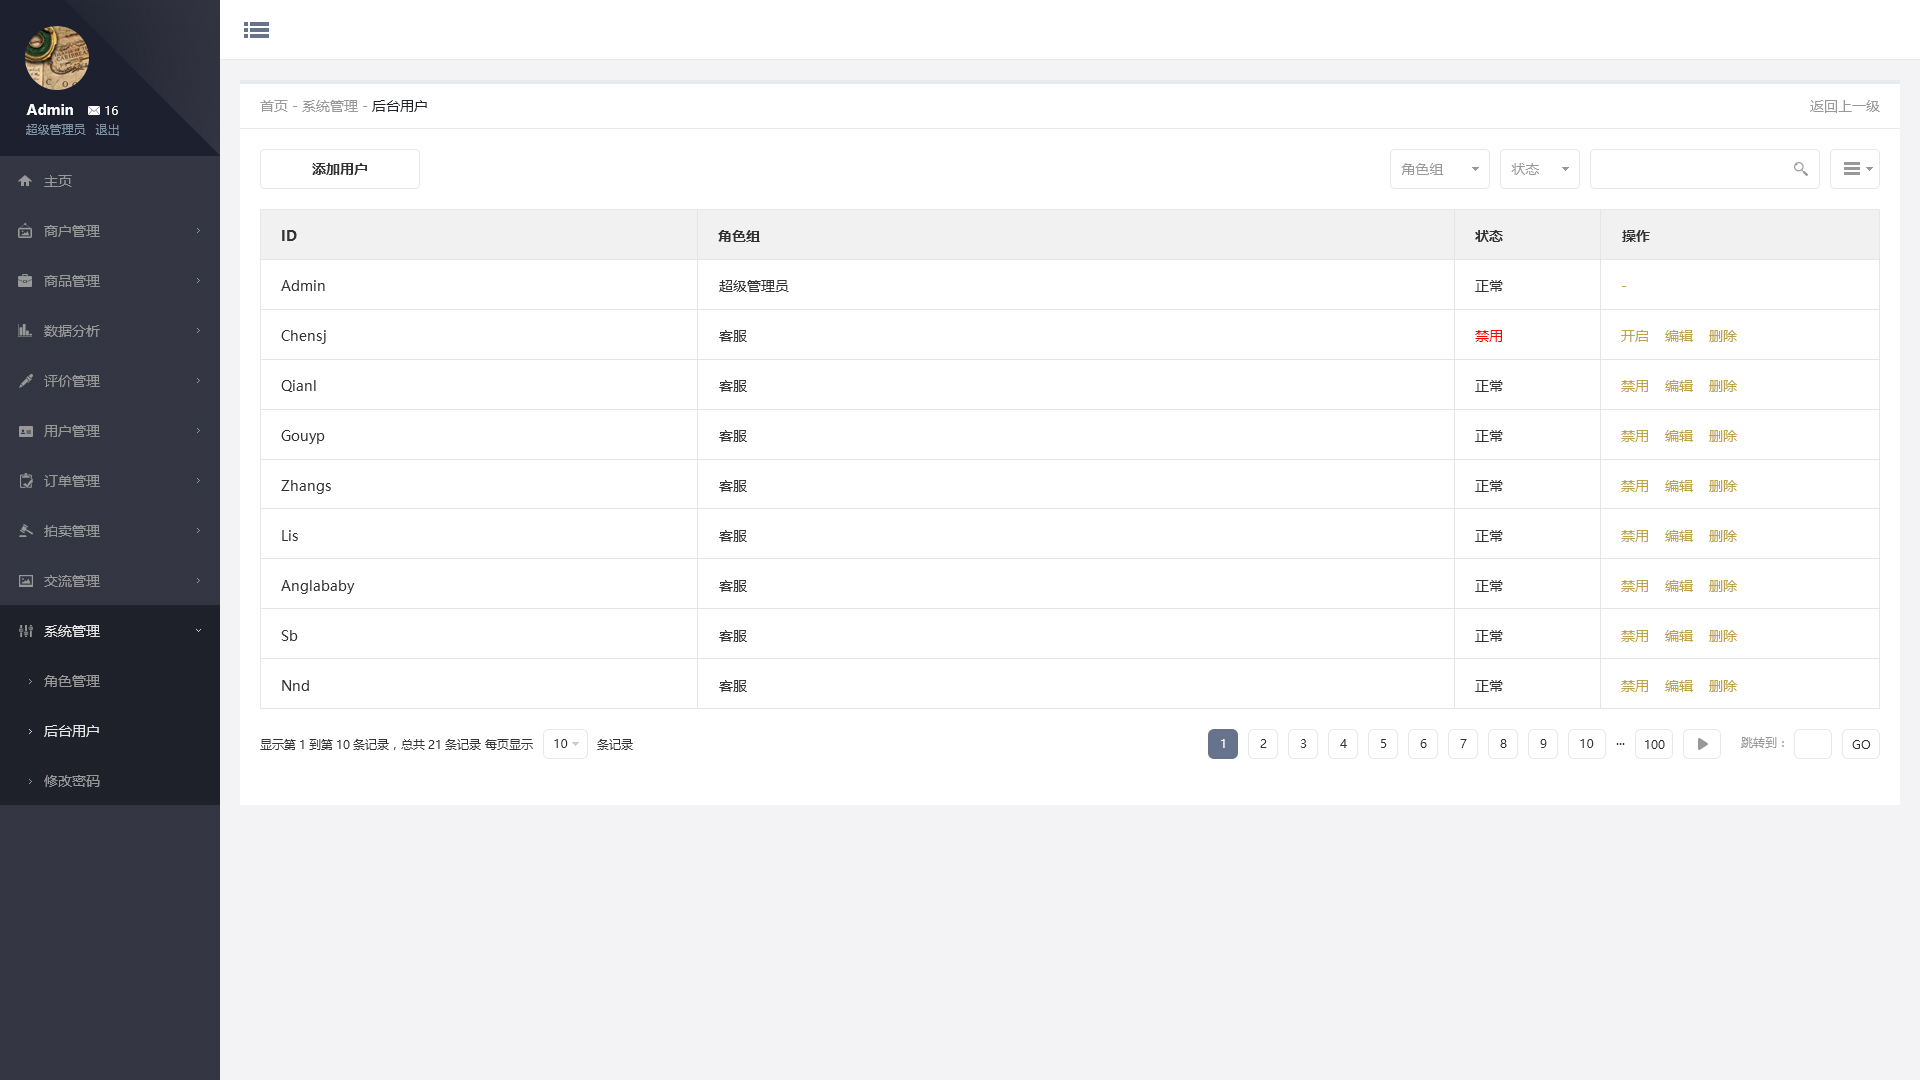 Admin 16
超级管理员 退出
主页
商户管理
商品管理
数据分析
评价管理
用户管理
订单管理
拍卖管理
交流管理
系统管理
角色管理
后台用户
修改密码
首页 - 系统管理 - 后台用户 返回上一级
添加用户 角色组 状态
ID 角色组 状态 操作
Admin 超级管理员 正常 -
Chensj 客服 禁用 开启 编辑 删除
Qianl 客服 正常 禁用 编辑 删除
Gouyp 客服 正常 禁用 编辑 删除
Zhangs 客服 正常 禁用 编辑 删除
Lis 客服 正常 禁用 编辑 删除
Anglababy 客服 正常 禁用 编辑 删除
Sb 客服 正常 禁用 编辑 删除
Nnd 客服 正常 禁用 编辑 删除
显示第 1 到第 10 条记录，总共 21 条记录 每页显示 10 条记录 1 2 3 4 5 6 7 8 9 10 ... 100 跳转到： GO